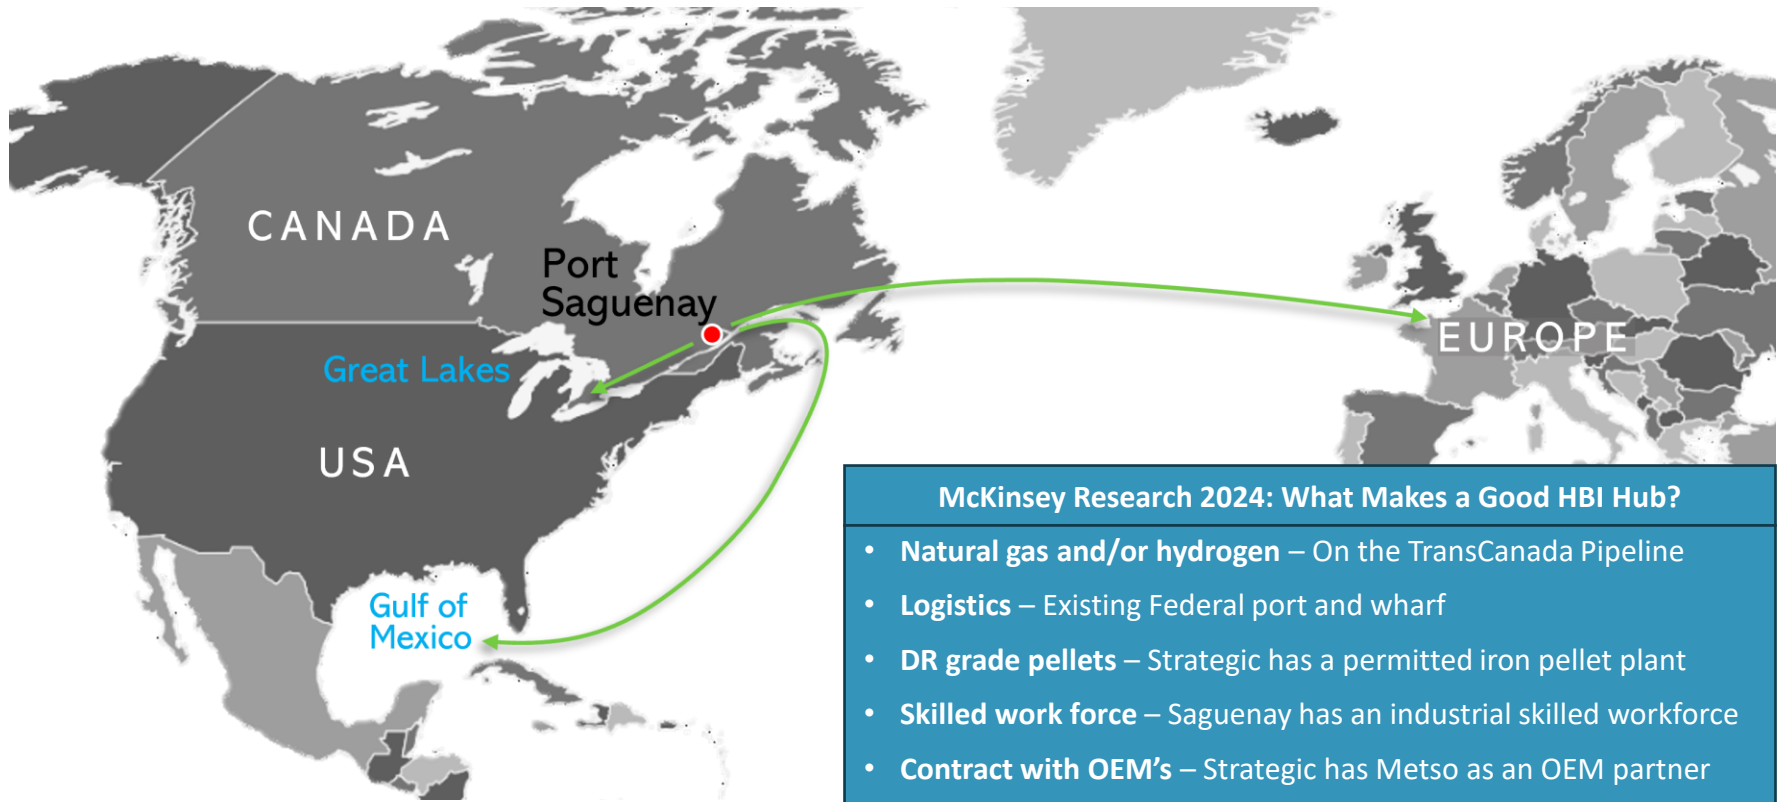 CANADA
Port
Saguenay
Great Lakes
EUROPE
USA
Gulf of
Mexico
McKinsey Research 2024: What Makes a Good HBI Hub?
• Natural gas and/or hydrogen – On the TransCanada Pipeline
• Logistics – Existing Federal port and wharf
• DR grade pellets – Strategic has a permitted iron pellet plant
• Skilled work force – Saguenay has an industrial skilled workforce
• Contract with OEM's – Strategic has Metso as an OEM partner